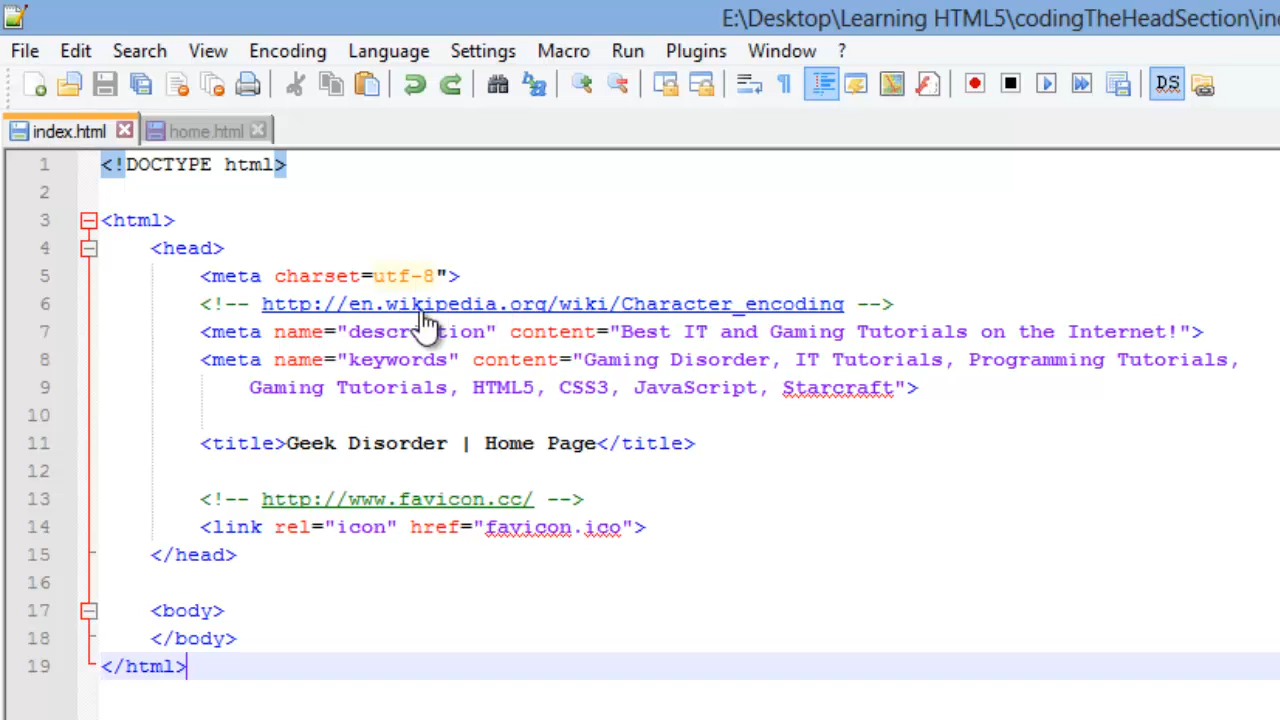 E:\Desktop\Learning HTML5\codingTheHeadSection\in
File Edit Search View Encoding Language Settings Macro Run Plugins Window ?
DS
index.html home.html
1 <!DOCTYPE html>
2
3 <html>
4 <head>
5 <meta charset=utf-8">
6 <!-- http://en.wikipedia.org/wiki/Character_encoding -->
7 <meta name="description" content="Best IT and Gaming Tutorials on the Internet!">
8 <meta name="keywords" content="Gaming Disorder, IT Tutorials, Programming Tutorials,
9 Gaming Tutorials, HTML5, CSS3, JavaScript, Starcraft">
10
11 <title>Geek Disorder | Home Page</title>
12
13 <!-- http://www.favicon.cc/ -->
14 <link rel="icon" href="favicon.ico">
15 </head>
16
17 <body>
18 </body>
19 </html>